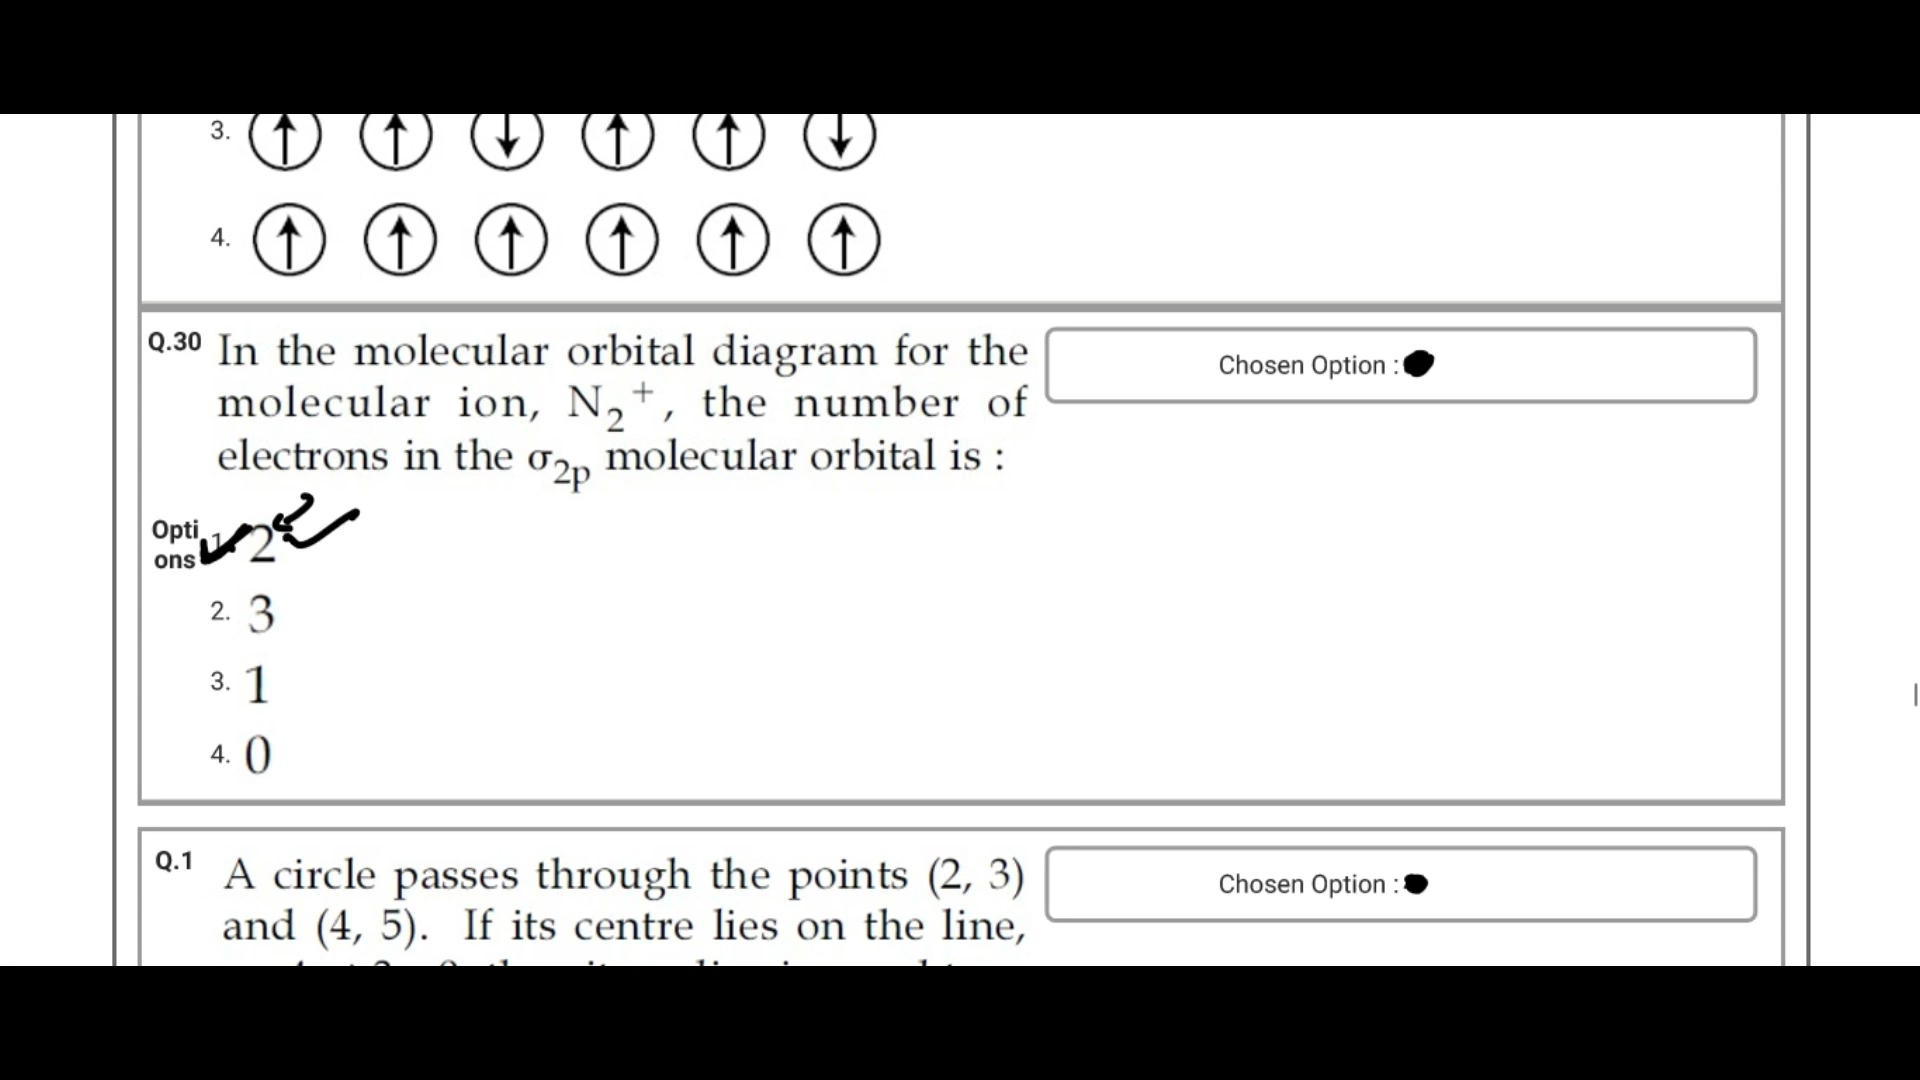 3.
4.
Q.30 In the molecular orbital diagram for the
molecular ion, N₂⁺, the number of
electrons in the σ₂ₚ molecular orbital is :
Chosen Option :
Opti
ons
1. 2
2. 3
3. 1
4. 0
Q.1 A circle passes through the points (2, 3)
and (4, 5). If its centre lies on the line,
Chosen Option :